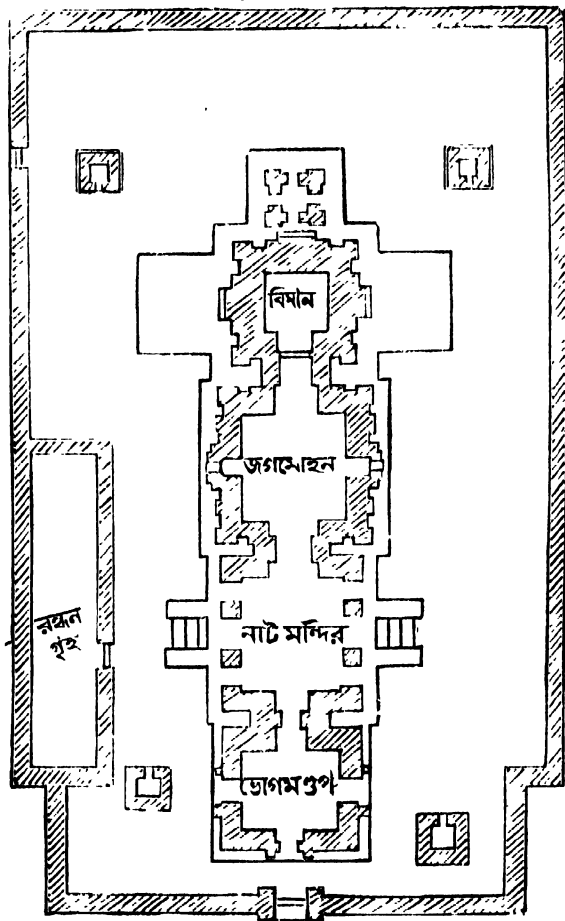 বিমান
জগমোহন
নাট মন্দির
রন্ধন
গৃহ
ভোগমণ্ডপ